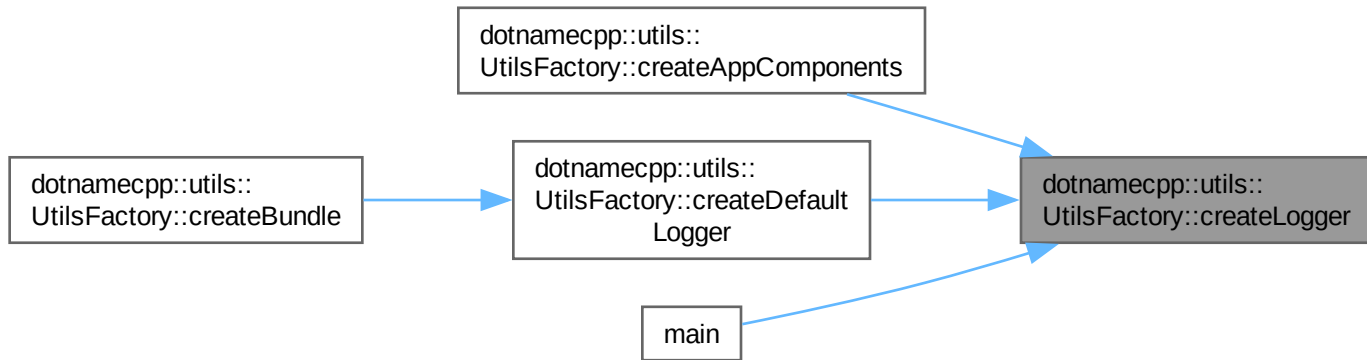 dotnamecpp::utils::
UtilsFactory::createAppComponents
dotnamecpp::utils::
UtilsFactory::createBundle
dotnamecpp::utils::
UtilsFactory::createDefault
Logger
dotnamecpp::utils::
UtilsFactory::createLogger
main